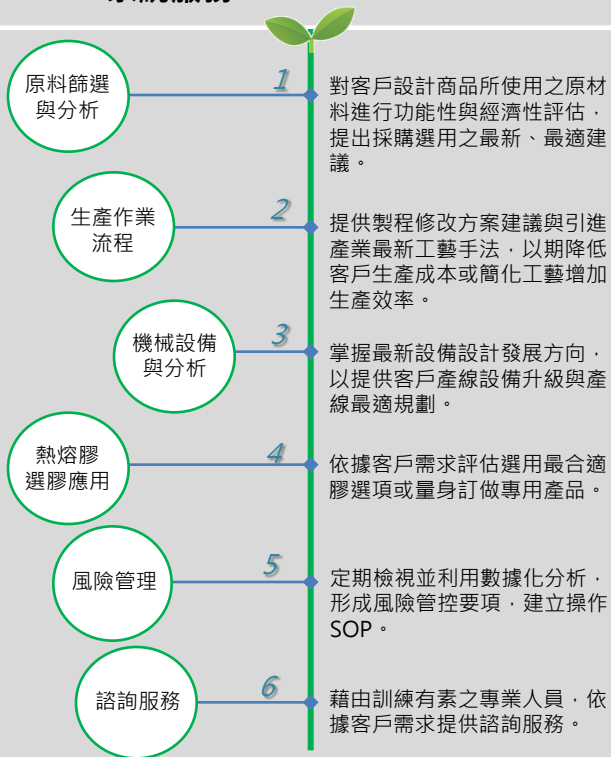 原料篩選
與分析
1
對客戶設計商品所使用之原材
料進行功能性與經濟性評估，
提出採購選用之最新、最適建
議。
生產作業
流程
2
提供製程修改方案建議與引進
產業最新工藝手法，以期降低
客戶生產成本或簡化工藝增加
生產效率。
機械設備
與分析
3
掌握最新設備設計發展方向，
以提供客戶產線設備升級與產
線最適規劃。
熱熔膠
選膠應用
4
依據客戶需求評估選用最合適
膠選項或量身訂做專用產品。
風險管理
5
定期檢視並利用數據化分析，
形成風險管控要項，建立操作
SOP。
諮詢服務
6
藉由訓練有素之專業人員，依
據客戶需求提供諮詢服務。